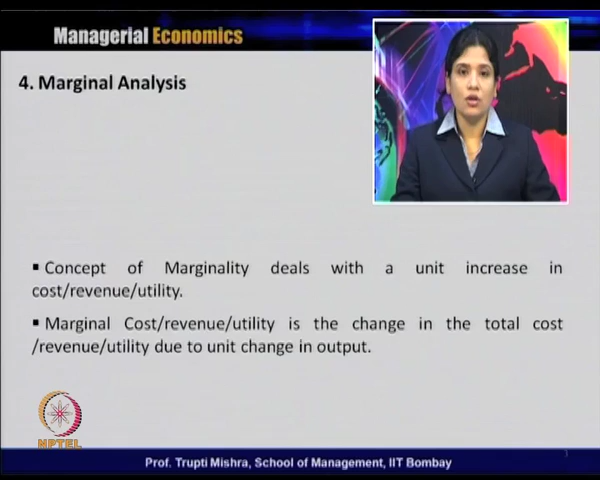 Managerial Economics
4. Marginal Analysis
▪ Concept of Marginality deals with a unit increase in
cost/revenue/utility.
▪ Marginal Cost/revenue/utility is the change in the total cost
/revenue/utility due to unit change in output.
NPTEL
Prof. Trupti Mishra, School of Management, IIT Bombay